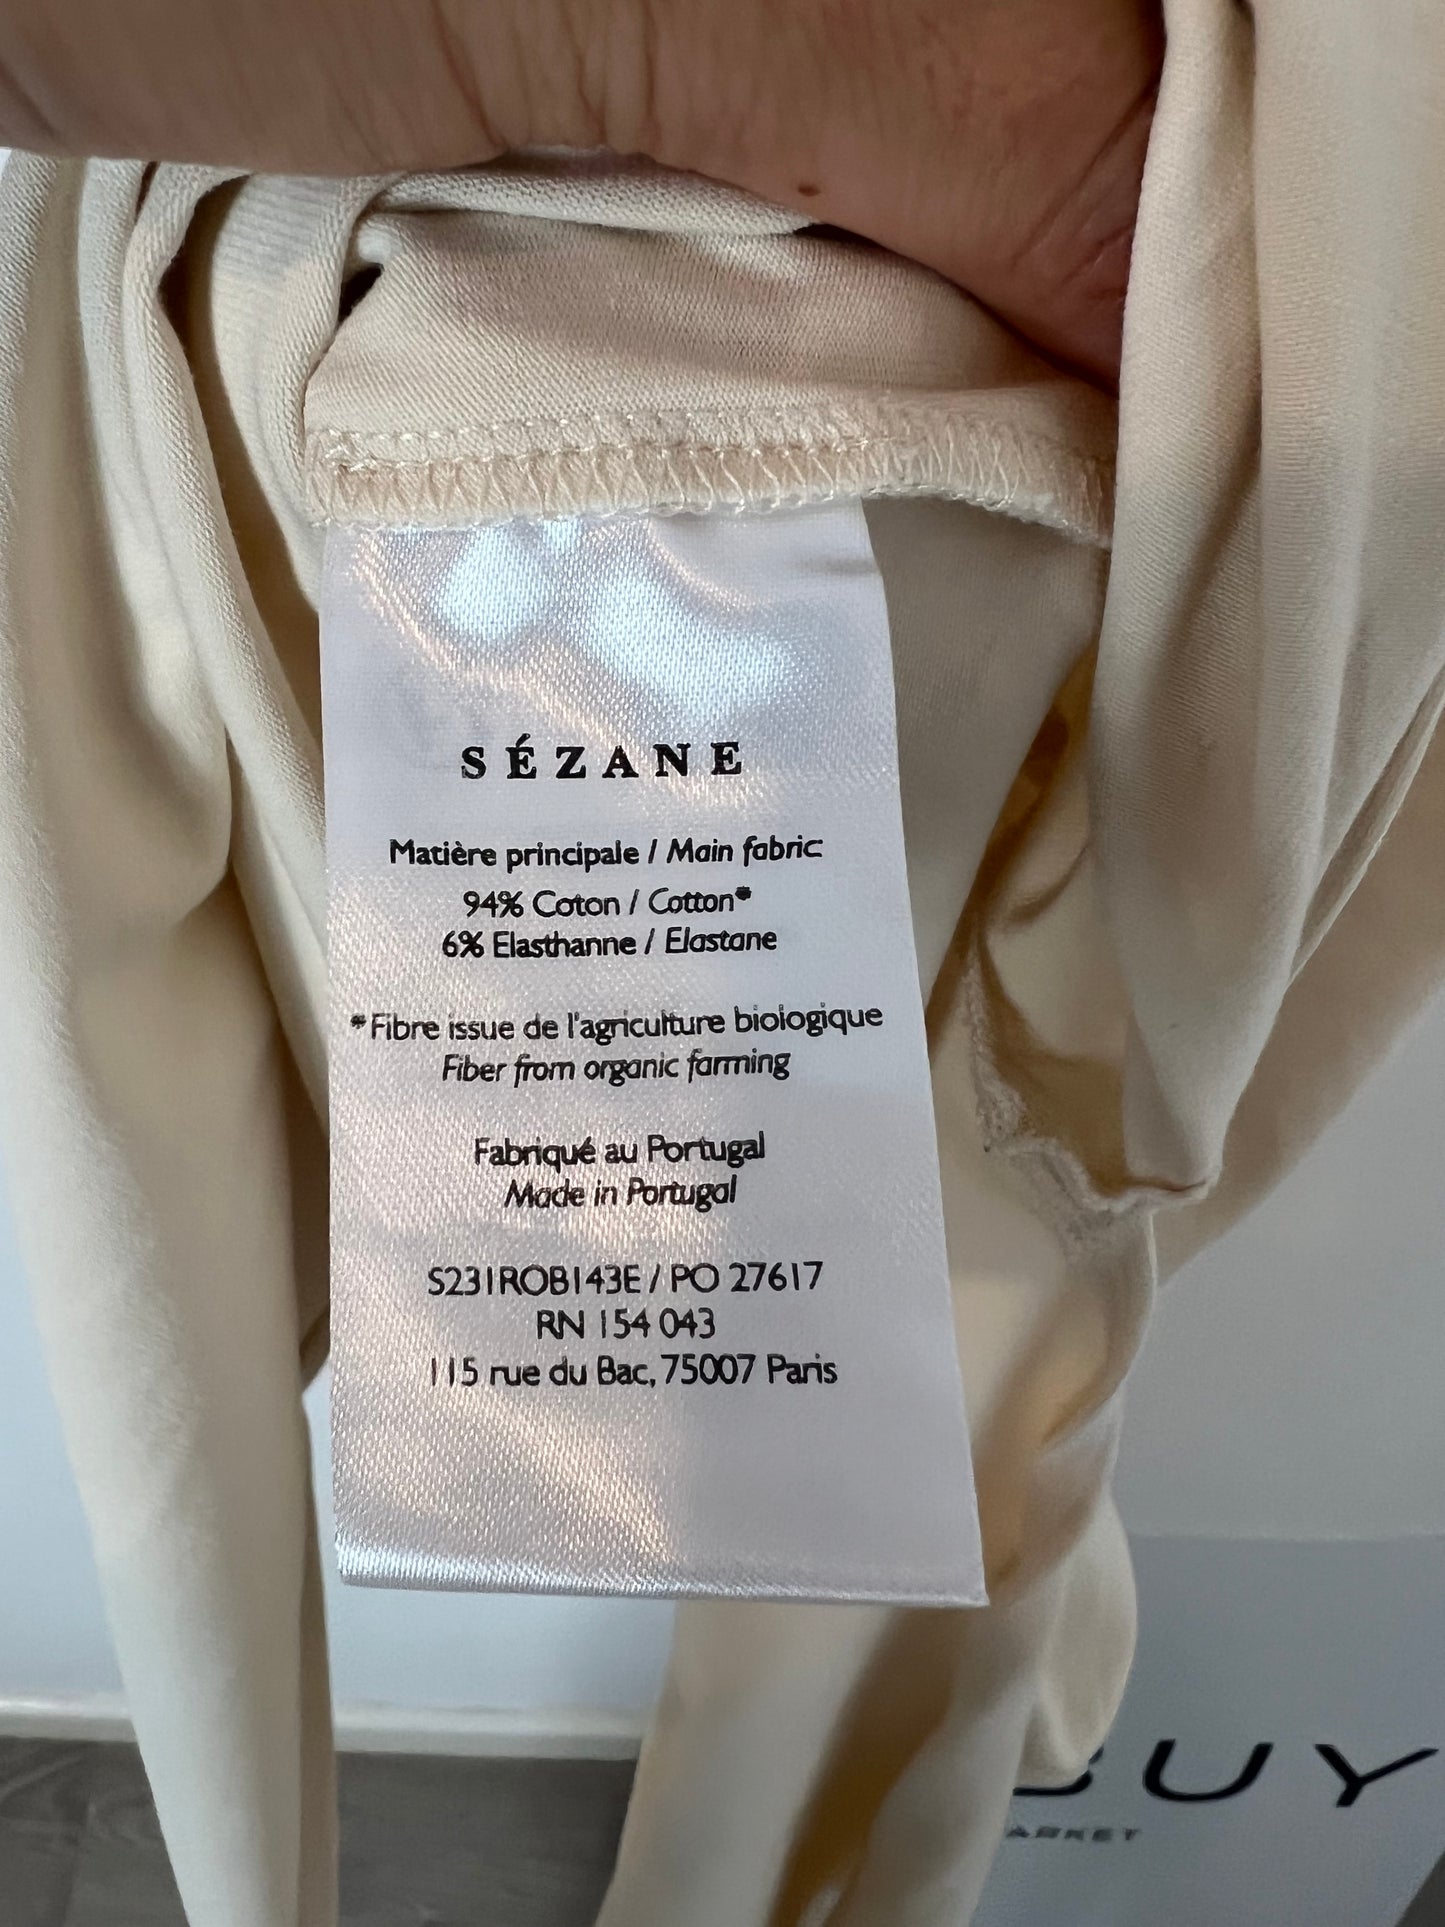 SÉZANE
Matière principale / Main fabric
94% Coton / Cotton*
6% Elasthanne / Elastane
*Fibre issue de l'agriculture biologique
Fiber from organic farming
Fabriqué au Portugal
Made in Portugal
S231ROB143E / PO 27617
RN 154 043
115 rue du Bac, 75007 Paris
BUY
MARKET